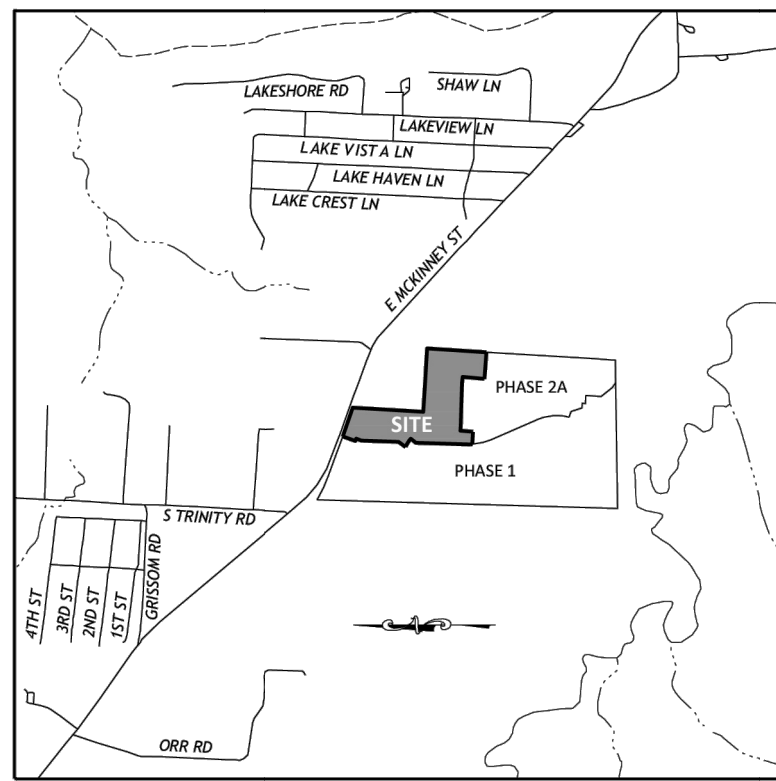 LAKESHORE RD
SHAW LN
LAKEVIEW LN
LAKE VISTA LN
LAKE HAVEN LN
LAKE CREST LN
E MCKINNEY ST
PHASE 2A
SITE
PHASE 1
S TRINITY RD
GRISSOM RD
4TH ST
3RD ST
2ND ST
1ST ST
ORR RD